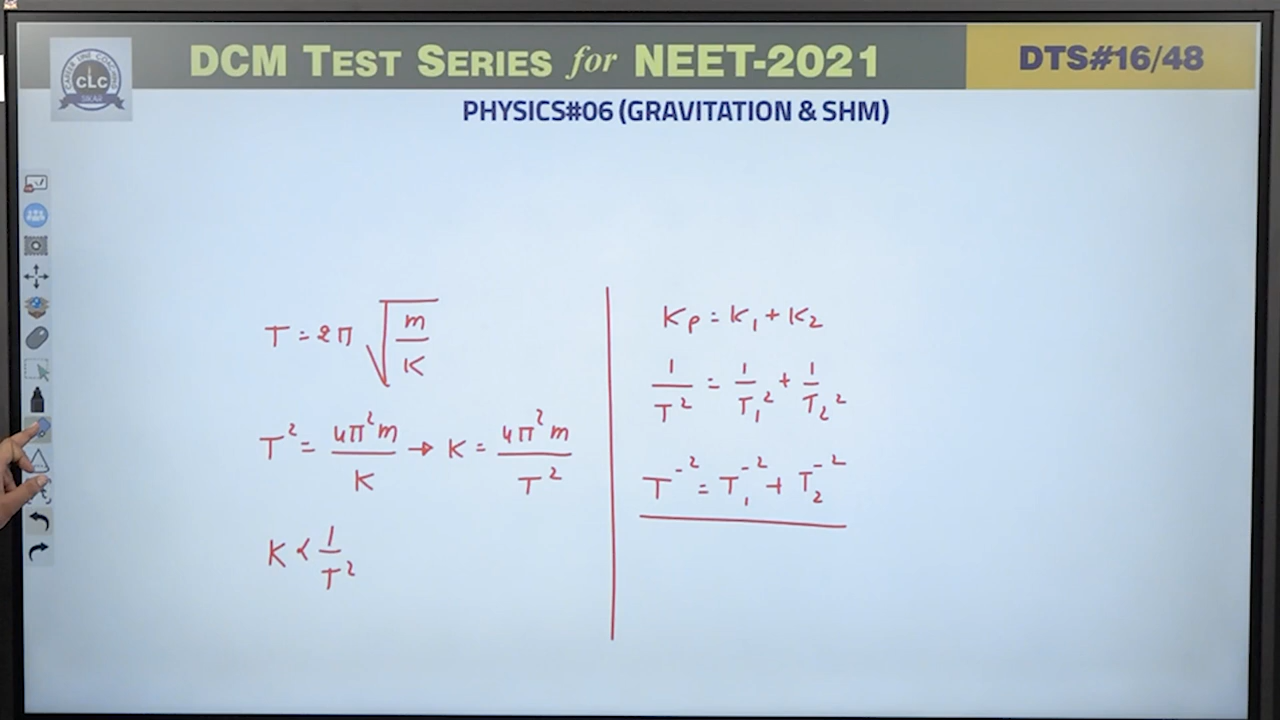 DCM TEST SERIES for NEET-2021
DTS#16/48
CLC
PHYSICS#06 (GRAVITATION & SHM)
T = 2π √(m/K)
T² = 4π²m/K → K = 4π²m/T²
K ∝ 1/T²
Kp = K₁ + K₂
1/T² = 1/T₁² + 1/T₂²
T⁻² = T₁⁻² + T₂⁻²